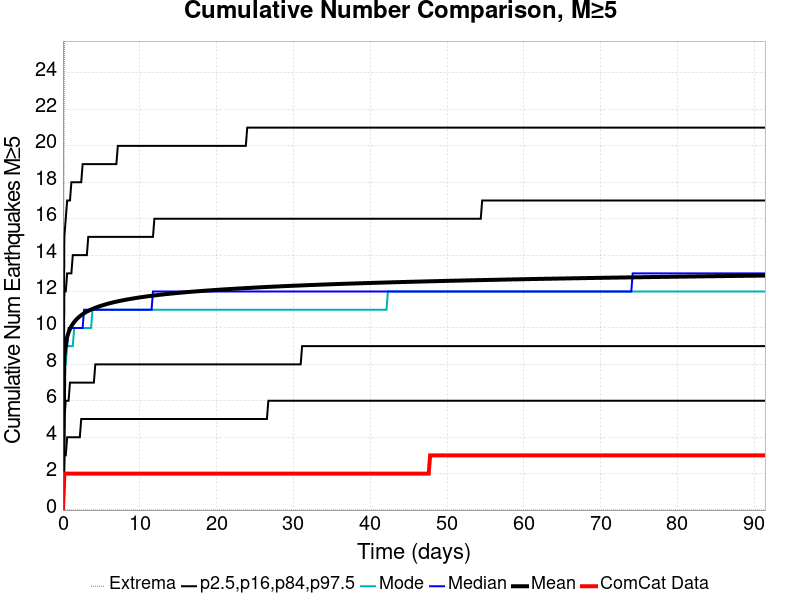 Cumulative Number Comparison, M≥5
Cumulative Num Earthquakes M≥5
24
22
20
18
16
14
12
10
8
6
4
2
0
0 10 20 30 40 50 60 70 80 90
Time (days)
Extrema p2.5,p16,p84,p97.5 Mode Median Mean ComCat Data